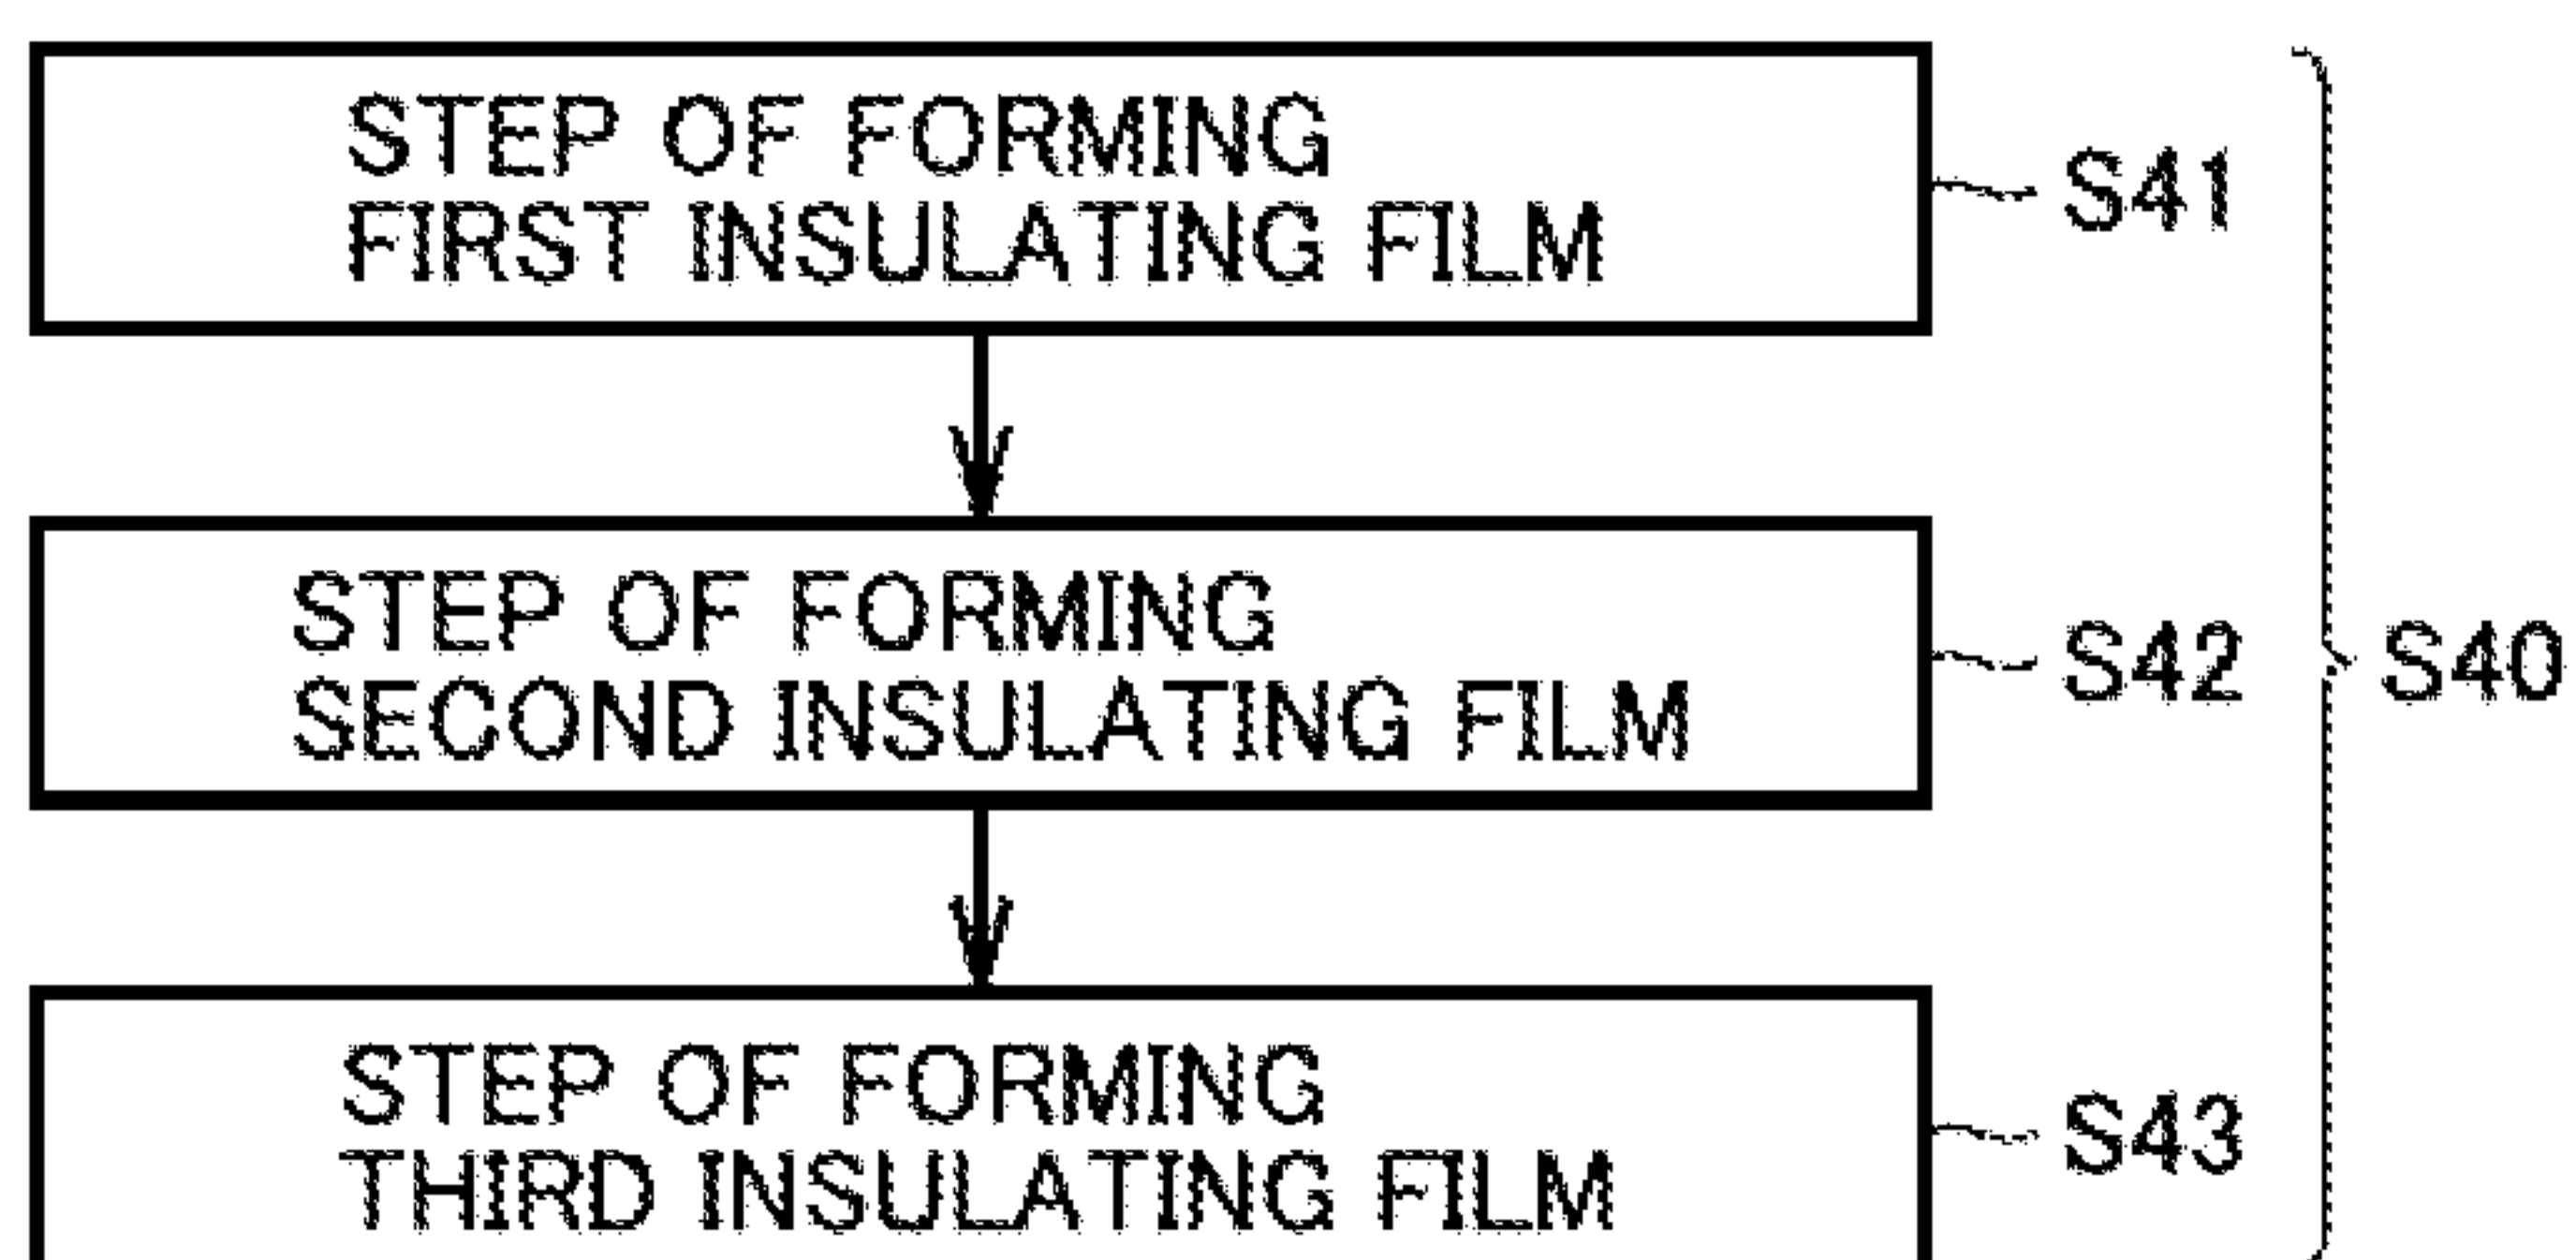 STEP OF FORMING
FIRST INSULATING FILM
S41
STEP OF FORMING
SECOND INSULATING FILM
S42
S40
STEP OF FORMING
THIRD INSULATING FILM
S43